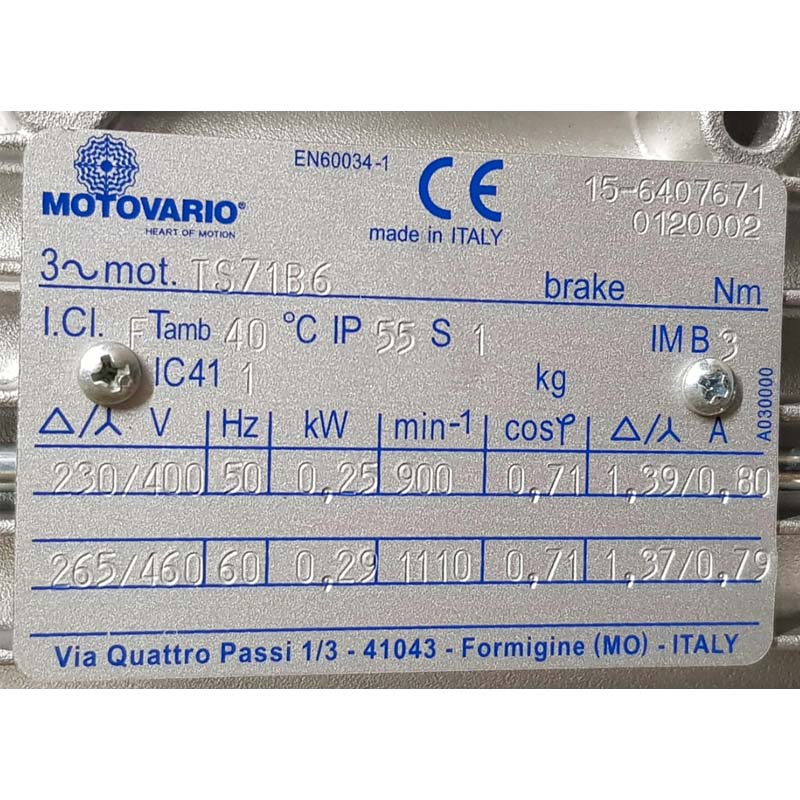 EN60034-1
CE
15-6407671
MOTOVARIO®
0120002
HEART OF MOTION
made in ITALY
3~mot. TS71B6 brake Nm
I.Cl. F Tamb 40 °C IP 55 S 1 IM B 3
IC41 1 kg
A030000
△/⅄ V Hz kW min-1 cosφ △/⅄ A
230/400 50 0,25 900 0,71 1,39/0,80
265/460 60 0,29 1110 0,71 1,37/0,79
Via Quattro Passi 1/3 - 41043 - Formigine (MO) - ITALY